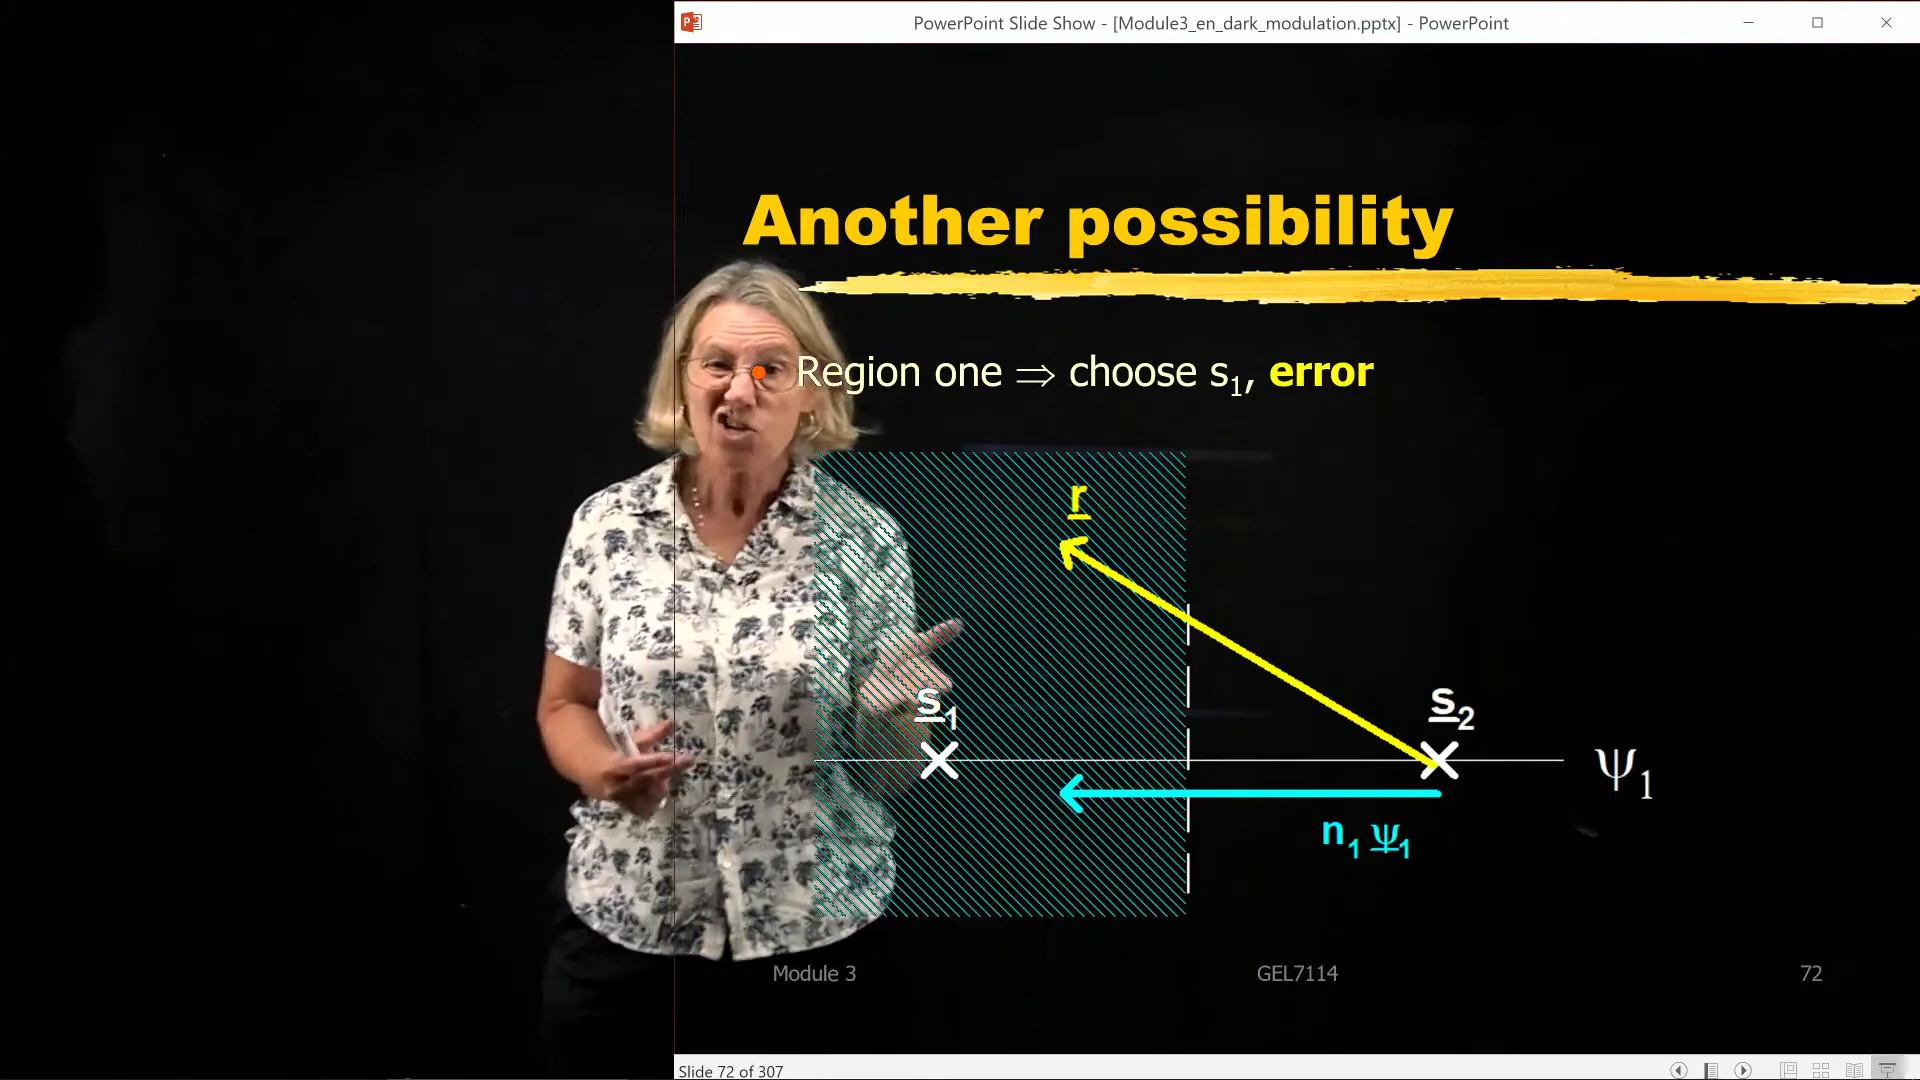 PowerPoint Slide Show - [Module3_en_dark_modulation.pptx] - PowerPoint
Another possibility
Region one ⇒ choose s₁, error
r
s₁
s₂
ψ₁
n₁ ψ₁
Module 3
GEL7114
72
Slide 72 of 307